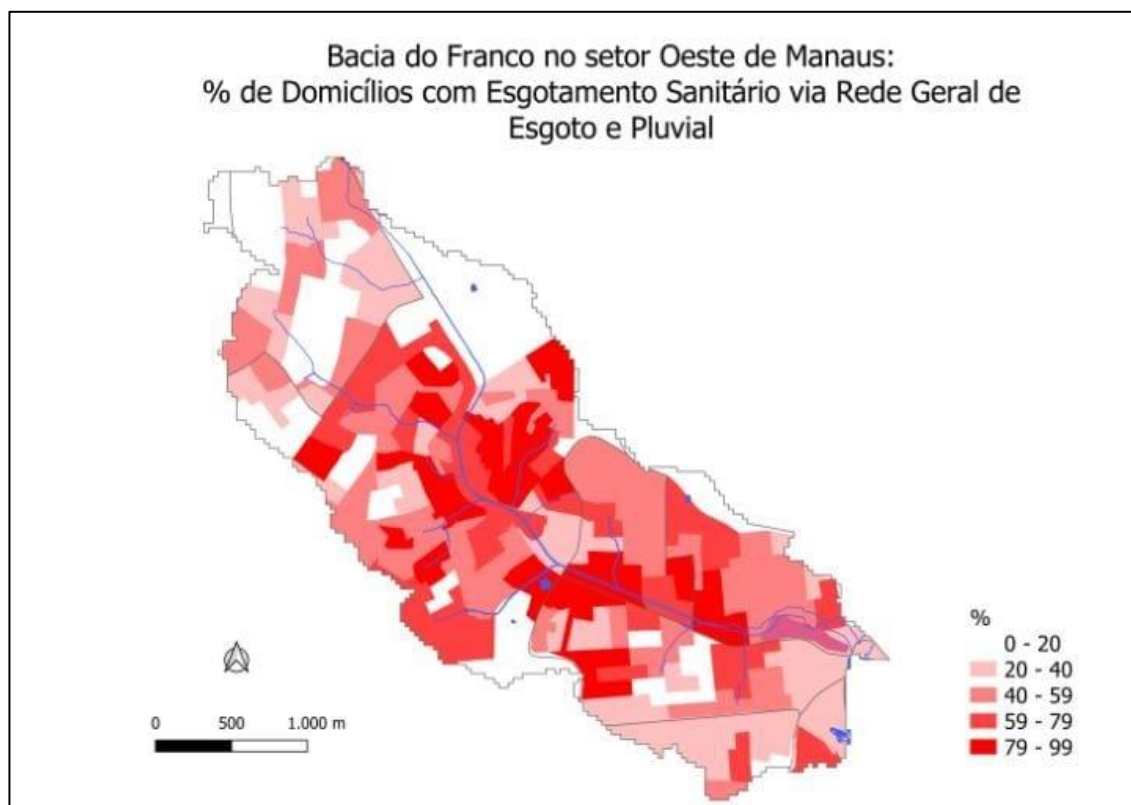 Bacia do Franco no setor Oeste de Manaus:
% de Domicílios com Esgotamento Sanitário via Rede Geral de
Esgoto e Pluvial
%
0 - 20
20 - 40
40 - 59
59 - 79
79 - 99
0 500 1.000 m